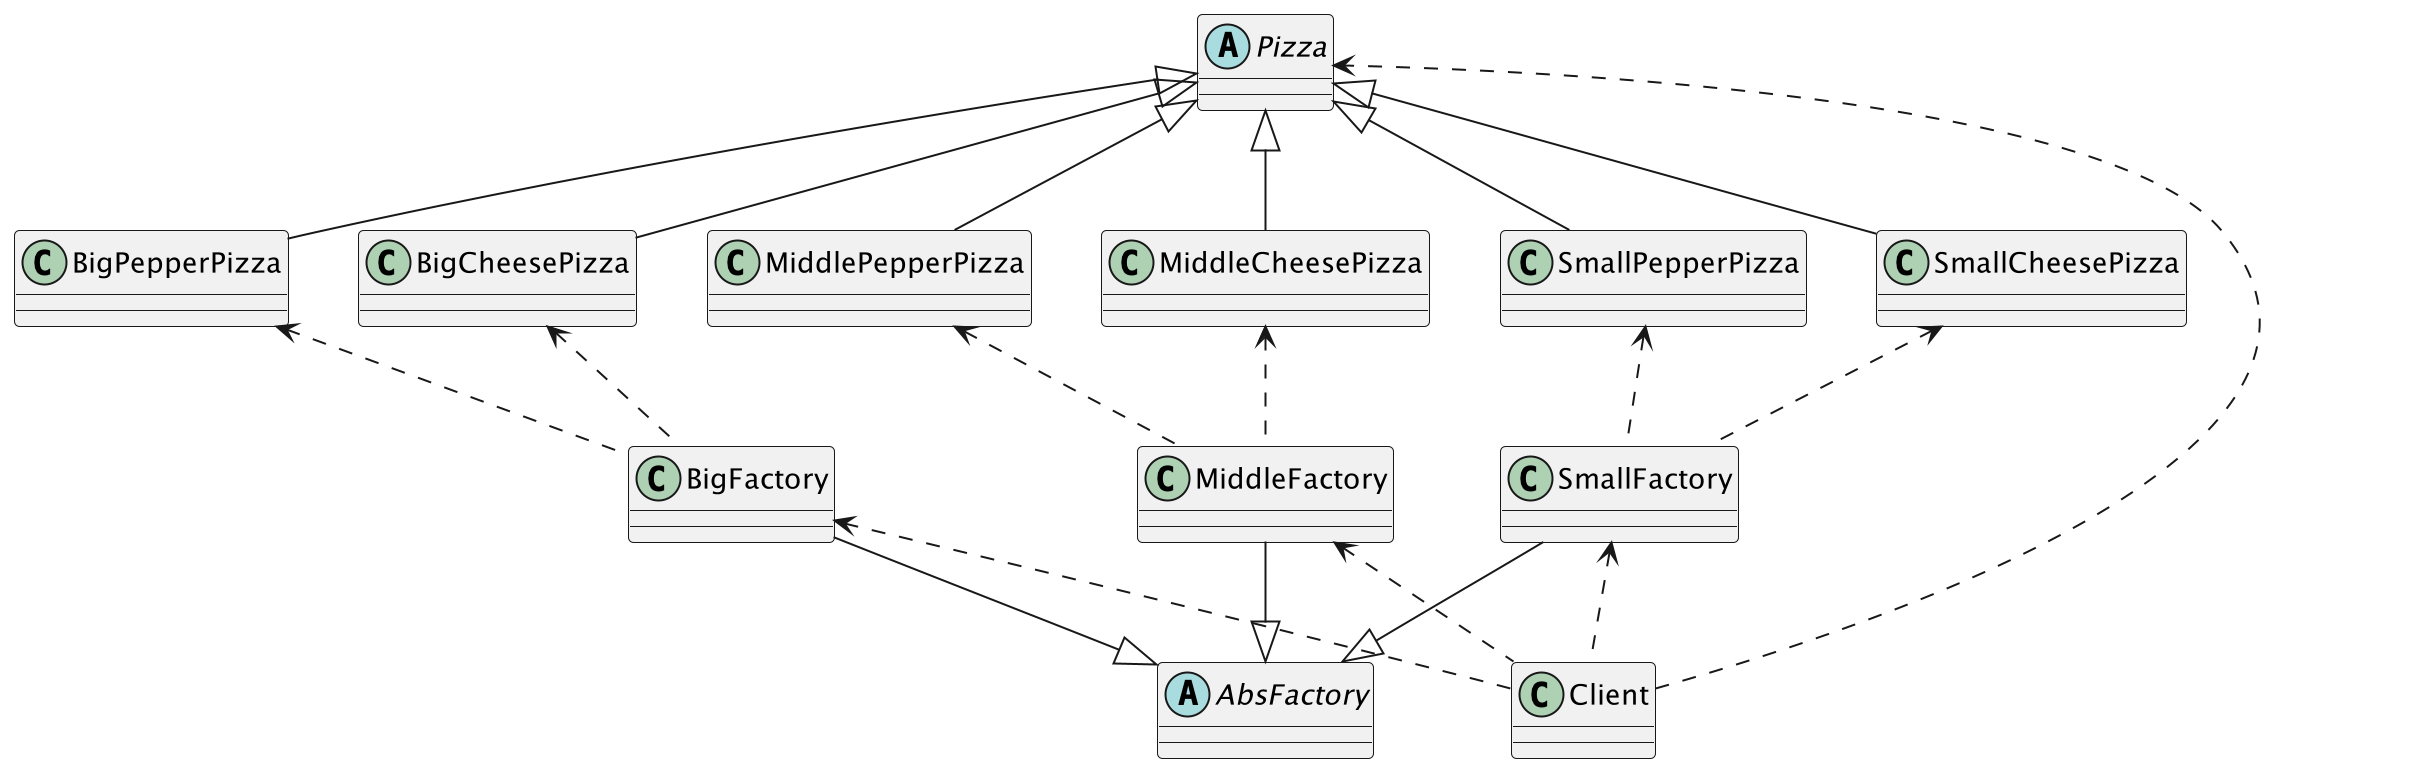 A Pizza
C BigPepperPizza
C BigCheesePizza
C MiddlePepperPizza
C MiddleCheesePizza
C SmallPepperPizza
C SmallCheesePizza
C BigFactory
C MiddleFactory
C SmallFactory
A AbsFactory
C Client